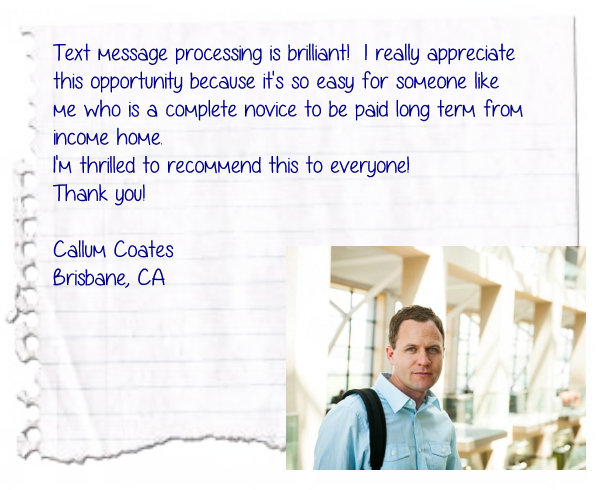 Text message processing is brilliant!  I really appreciate
this opportunity because it's so easy for someone like
me who is a complete novice to be paid long term from
income home.
I'm thrilled to recommend this to everyone!
Thank you!
Callum Coates
Brisbane, CA